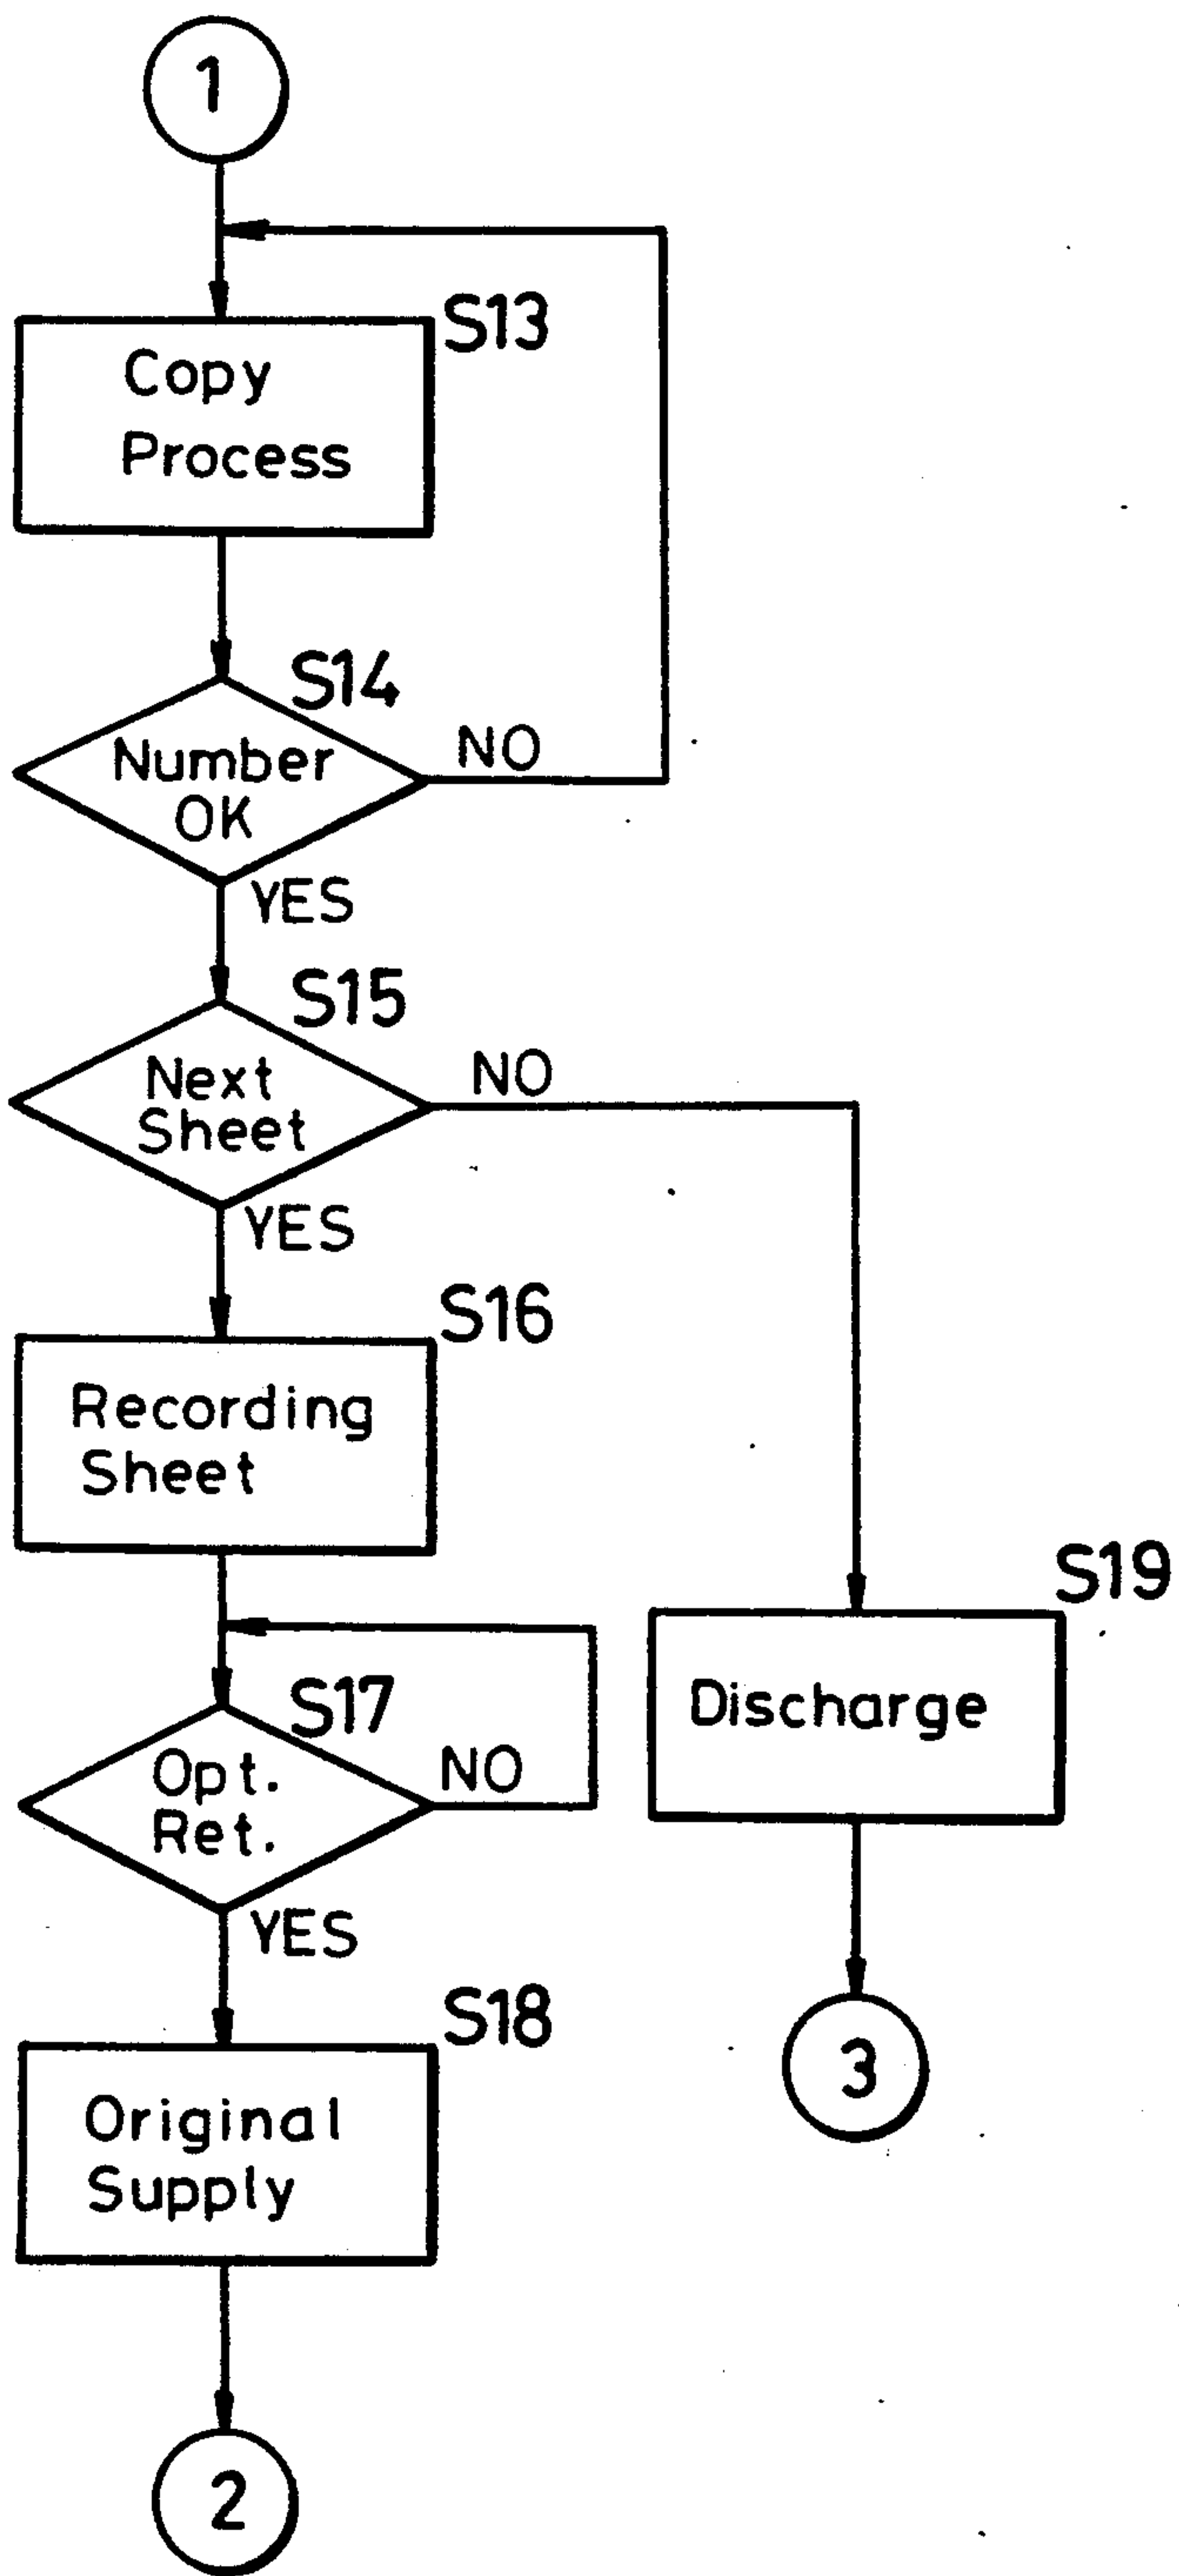 1
S13
Copy
Process
S14
Number
OK
NO
YES
S15
Next
Sheet
NO
YES
S16
Recording
Sheet
S17
Opt.
Ret.
NO
YES
S18
Original
Supply
2
S19
Discharge
3